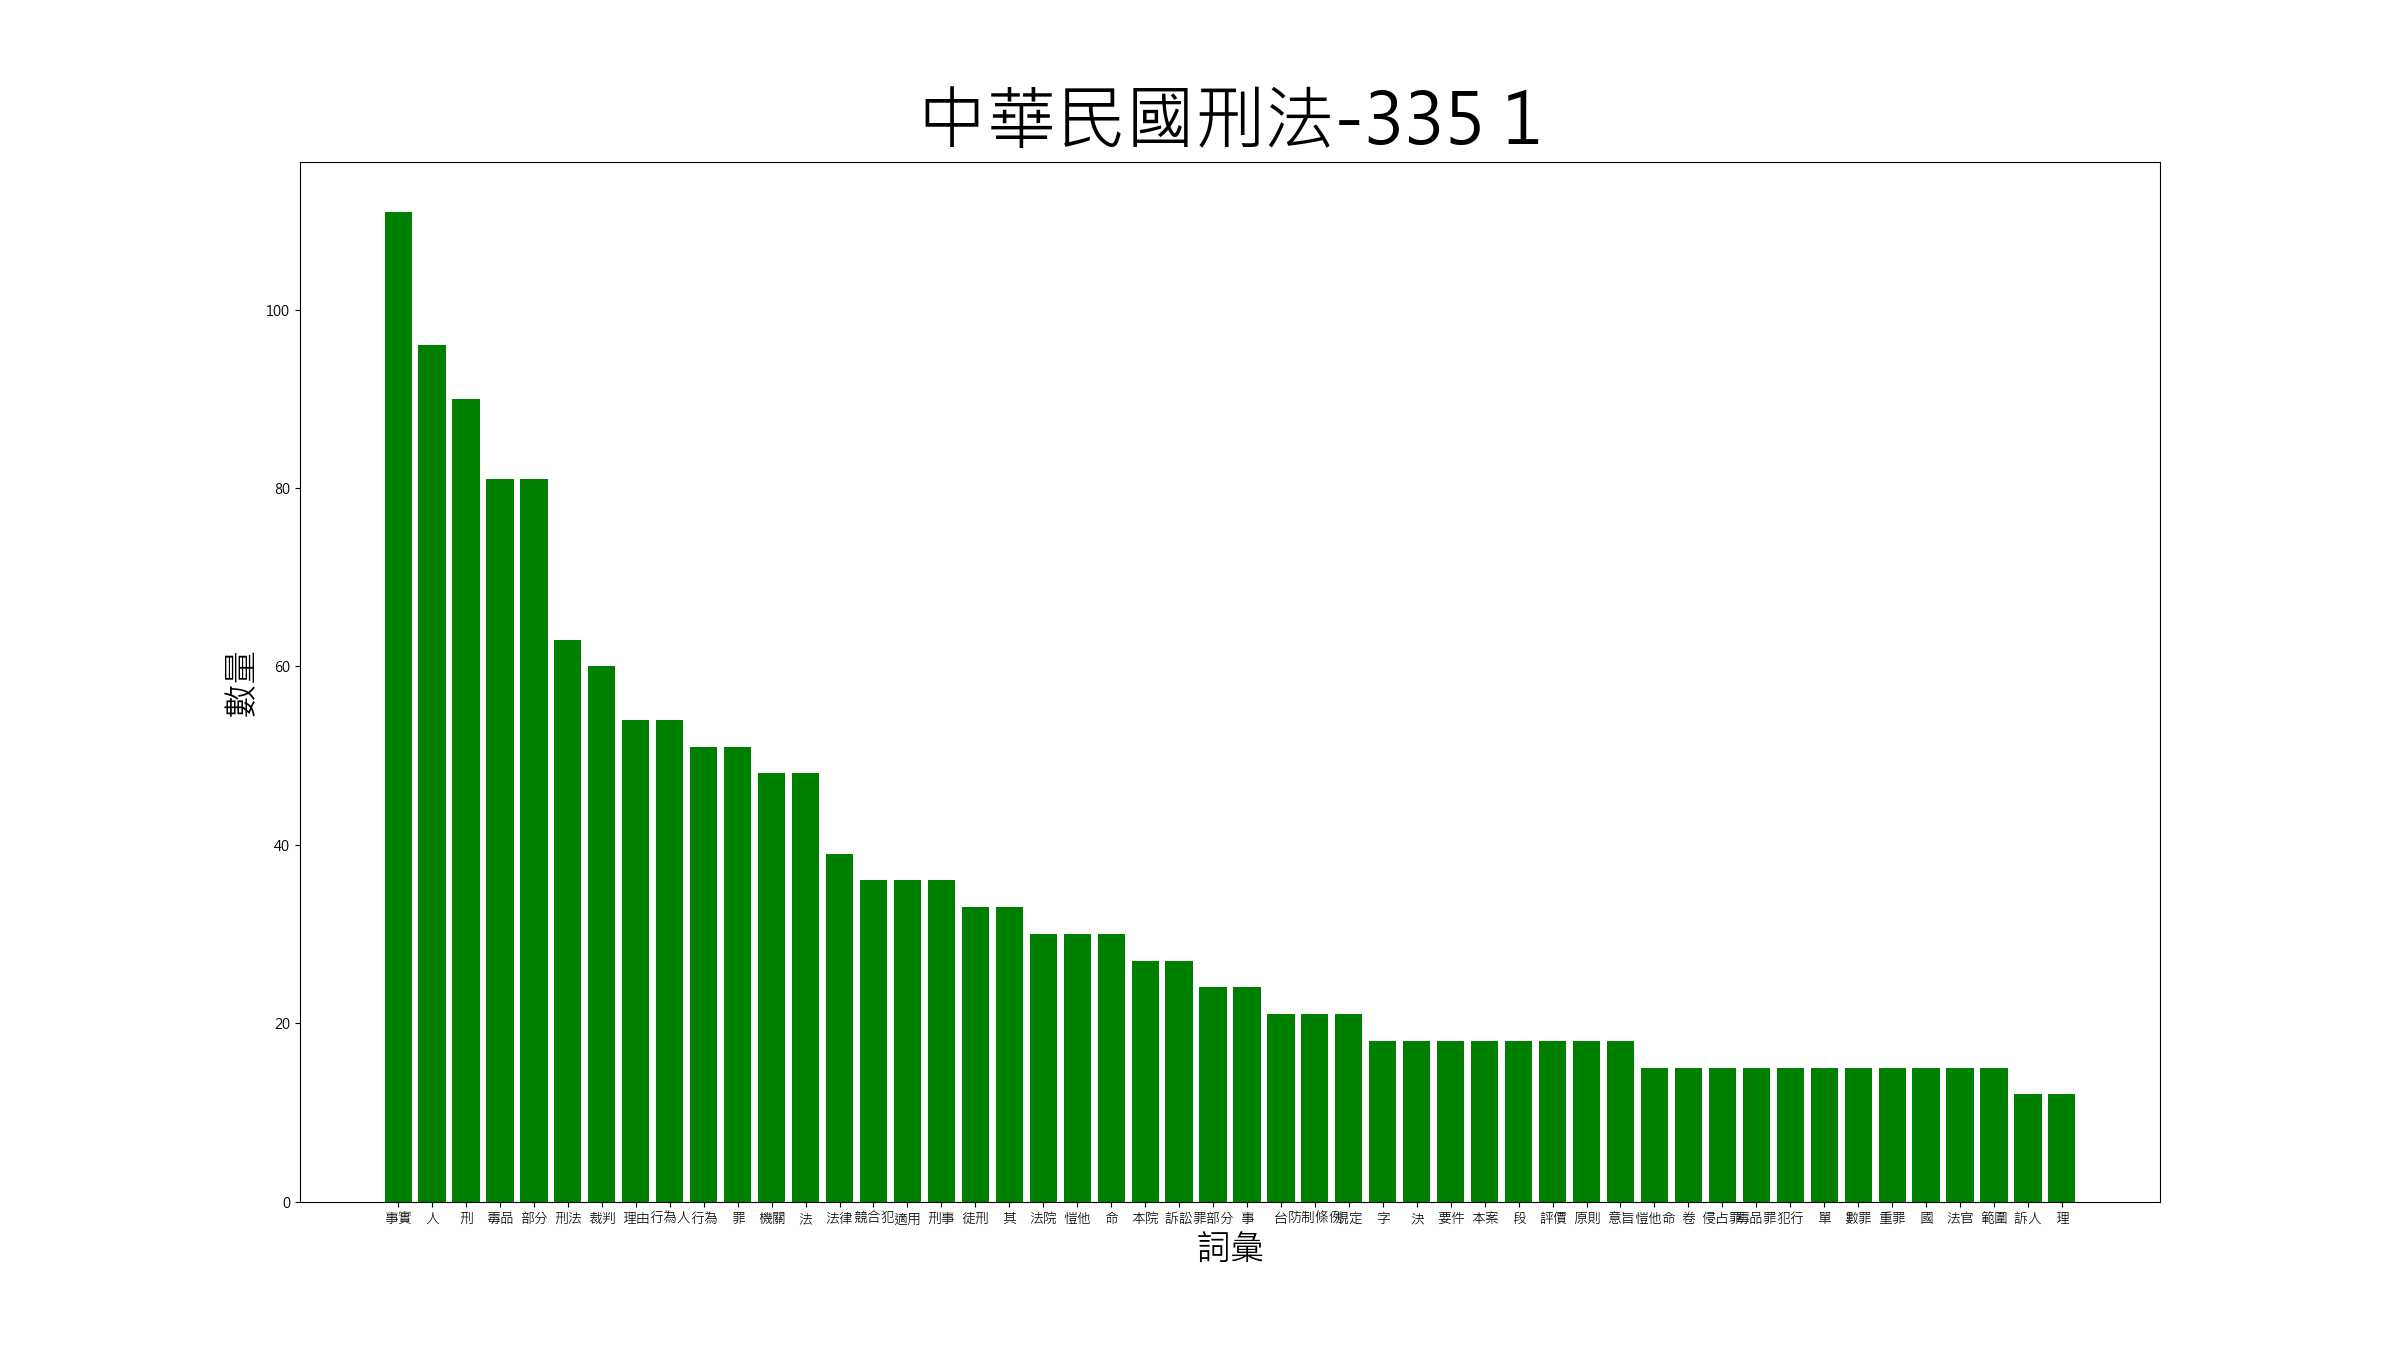 中華民國刑法-335 1
數量
100
80
60
40
20
0
事實 人 刑 毒品 部分 刑法 裁判 理由 行為人 行為 罪 機關 法 法律 競合犯 適用 刑事 徒刑 其 法院 愷他 命 本院 訴訟 罪部分 事 台 防制條例 規定 字 決 要件 本案 段 評價 原則 意旨 愷他命 卷 侵占罪 毒品罪 犯行 單 數罪 重罪 國 法官 範圍 訴人 理
詞彙